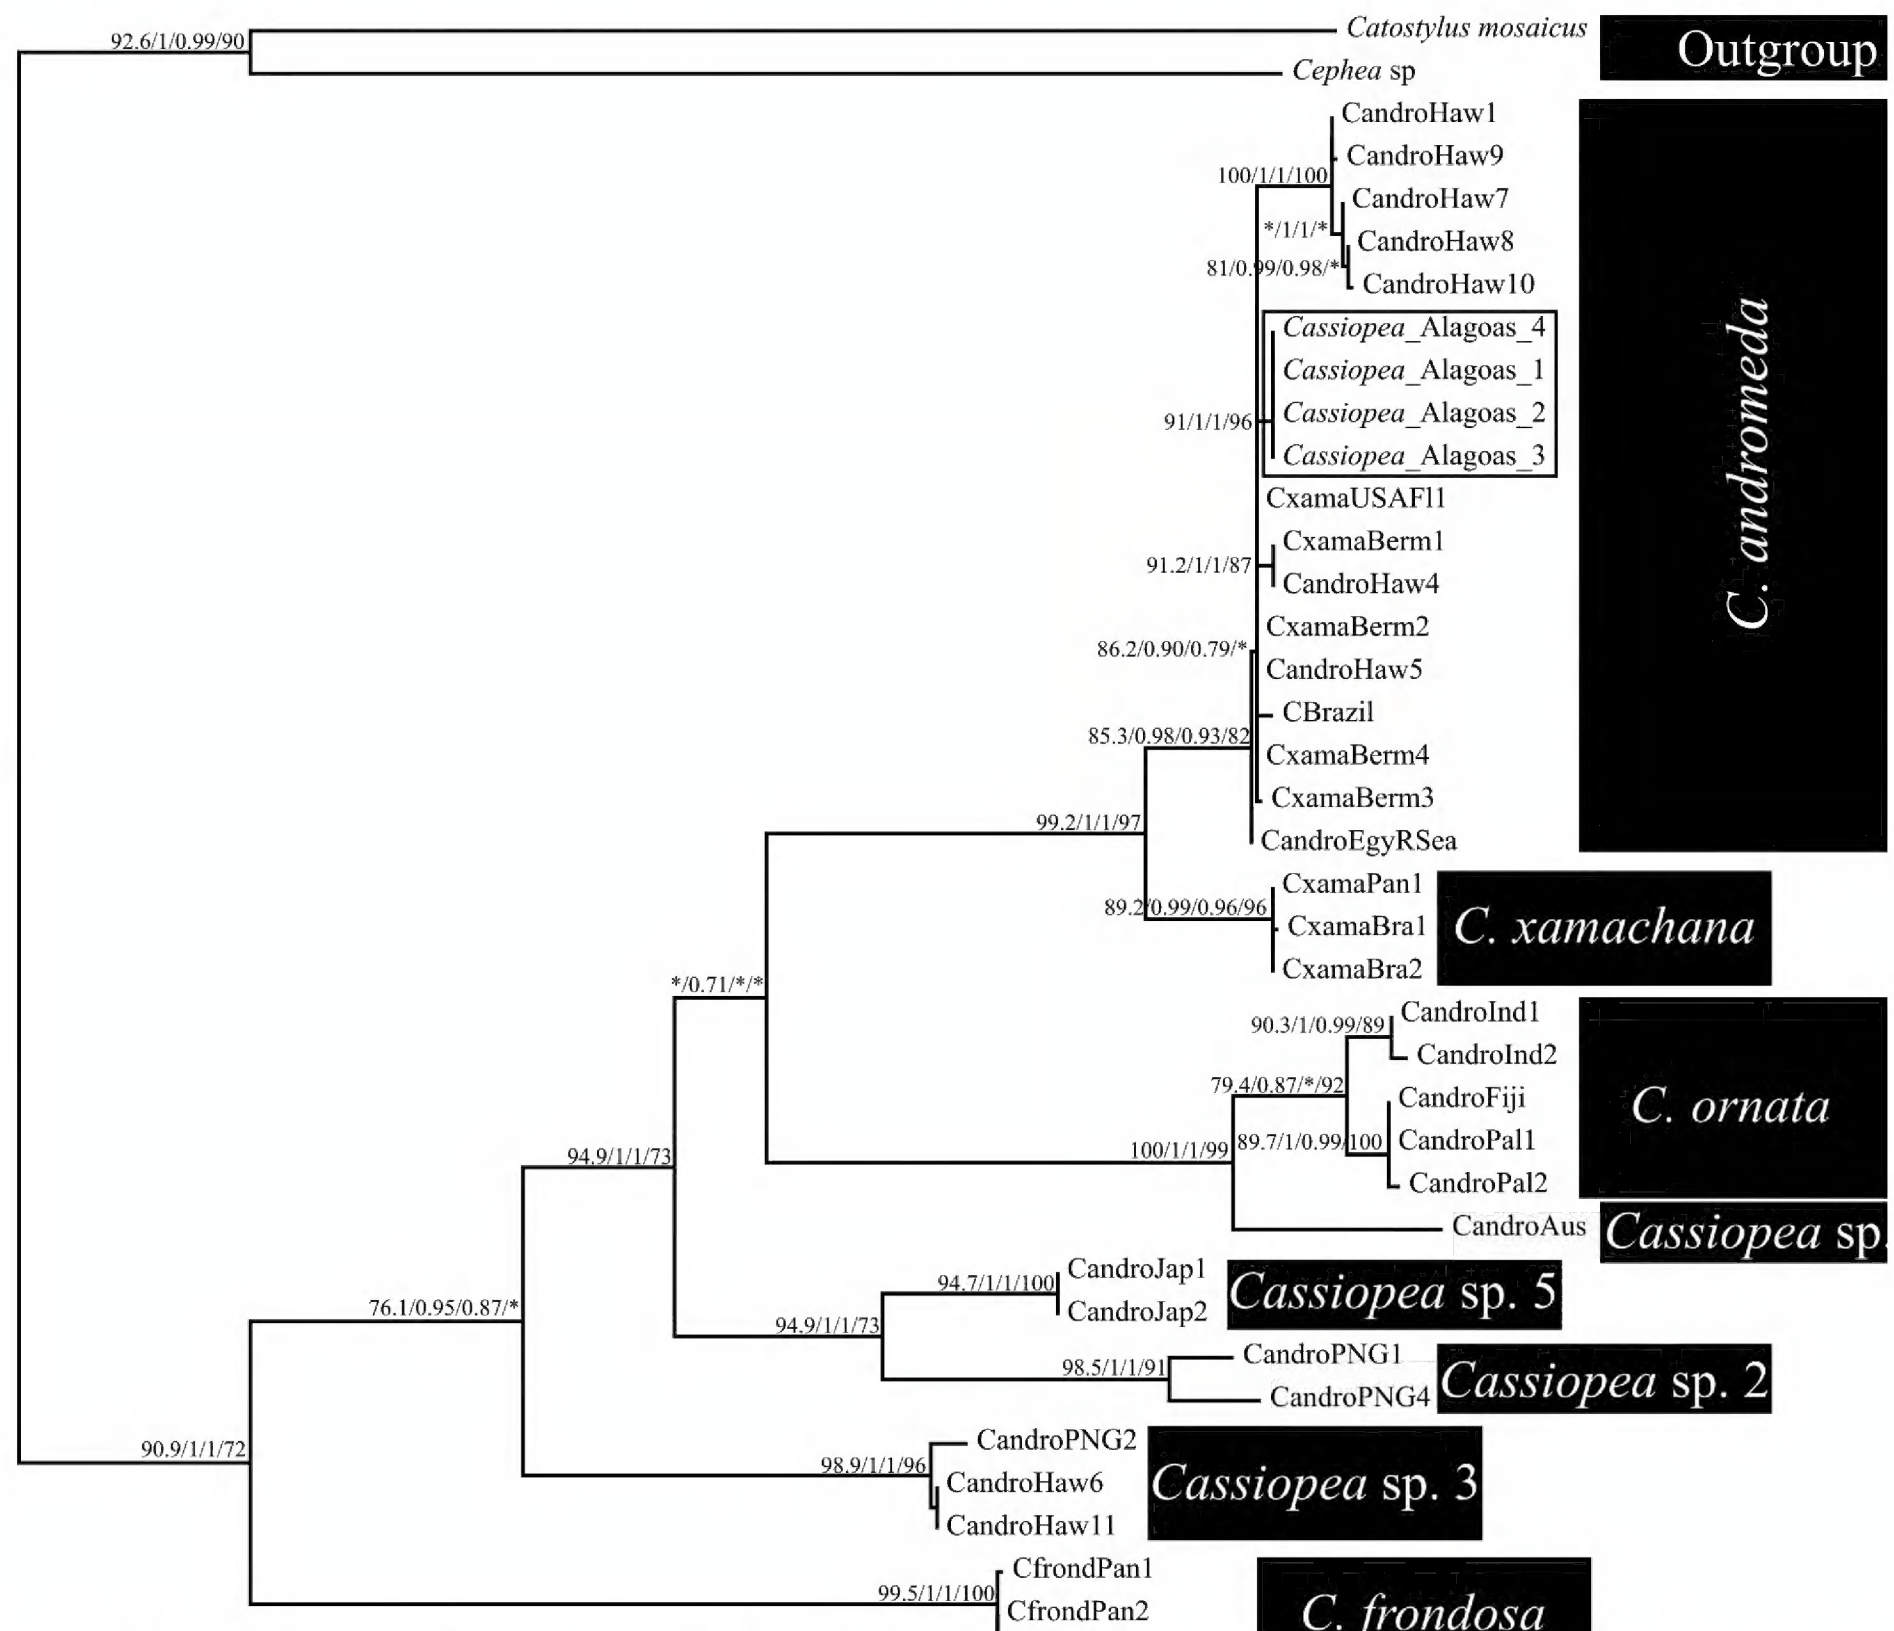 92.6/1/0.99/90
Catostylus mosaicus
Outgroup
Cephea sp
CandroHaw1
CandroHaw9
100/1/1/100
CandroHaw7
*/1/1/*
CandroHaw8
81/0.99/0.98/*
CandroHaw10
Cassiopea_Alagoas_4
Cassiopea_Alagoas_1
Cassiopea_Alagoas_2
91/1/1/96
Cassiopea_Alagoas_3
C. andromeda
CxamaUSAFl1
CxamaBerm1
91.2/1/1/87
CandroHaw4
CxamaBerm2
86.2/0.90/0.79/*
CandroHaw5
CBrazil
85.3/0.98/0.93/82
CxamaBerm4
CxamaBerm3
99.2/1/1/97
CandroEgyRSea
CxamaPan1
89.2/0.99/0.96/96
CxamaBra1
C. xamachana
CxamaBra2
*/0.71/*/*
CandroInd1
90.3/1/0.99/89
CandroInd2
79.4/0.87/*/92
CandroFiji
C. ornata
89.7/1/0.99/100
CandroPal1
100/1/1/99
94.9/1/1/73
CandroPal2
CandroAus
Cassiopea sp.
CandroJap1
94.7/1/1/100
Cassiopea sp. 5
CandroJap2
76.1/0.95/0.87/*
94.9/1/1/73
CandroPNG1
98.5/1/1/91
Cassiopea sp. 2
CandroPNG4
CandroPNG2
90.9/1/1/72
98.9/1/1/96
CandroHaw6
Cassiopea sp. 3
CandroHaw11
CfrondPan1
99.5/1/1/100
CfrondPan2
C. frondosa